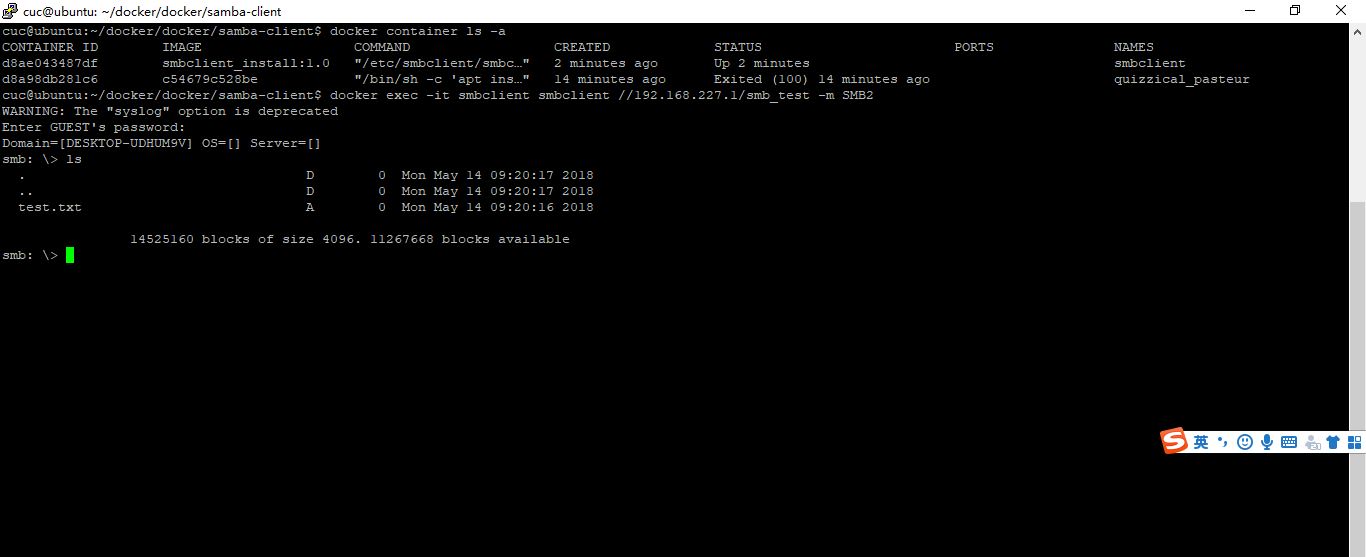 cuc@ubuntu: ~/docker/docker/samba-client
cuc@ubuntu:~/docker/docker/samba-client$ docker container ls -a
CONTAINER ID        IMAGE                   COMMAND                  CREATED             STATUS                        PORTS               NAMES
d8ae043487df        smbclient_install:1.0   "/etc/smbclient/smbc…"   2 minutes ago       Up 2 minutes                                      smbclient
d8a98db281c6        c54679c528be            "/bin/sh -c 'apt ins…"   14 minutes ago      Exited (100) 14 minutes ago                       quizzical_pasteur
cuc@ubuntu:~/docker/docker/samba-client$ docker exec -it smbclient smbclient //192.168.227.1/smb_test -m SMB2
WARNING: The "syslog" option is deprecated
Enter GUEST's password:
Domain=[DESKTOP-UDHUM9V] OS=[] Server=[]
smb: \> ls
  .                                   D        0  Mon May 14 09:20:17 2018
  ..                                  D        0  Mon May 14 09:20:17 2018
  test.txt                            A        0  Mon May 14 09:20:16 2018
                14525160 blocks of size 4096. 11267668 blocks available
smb: \>
S 英